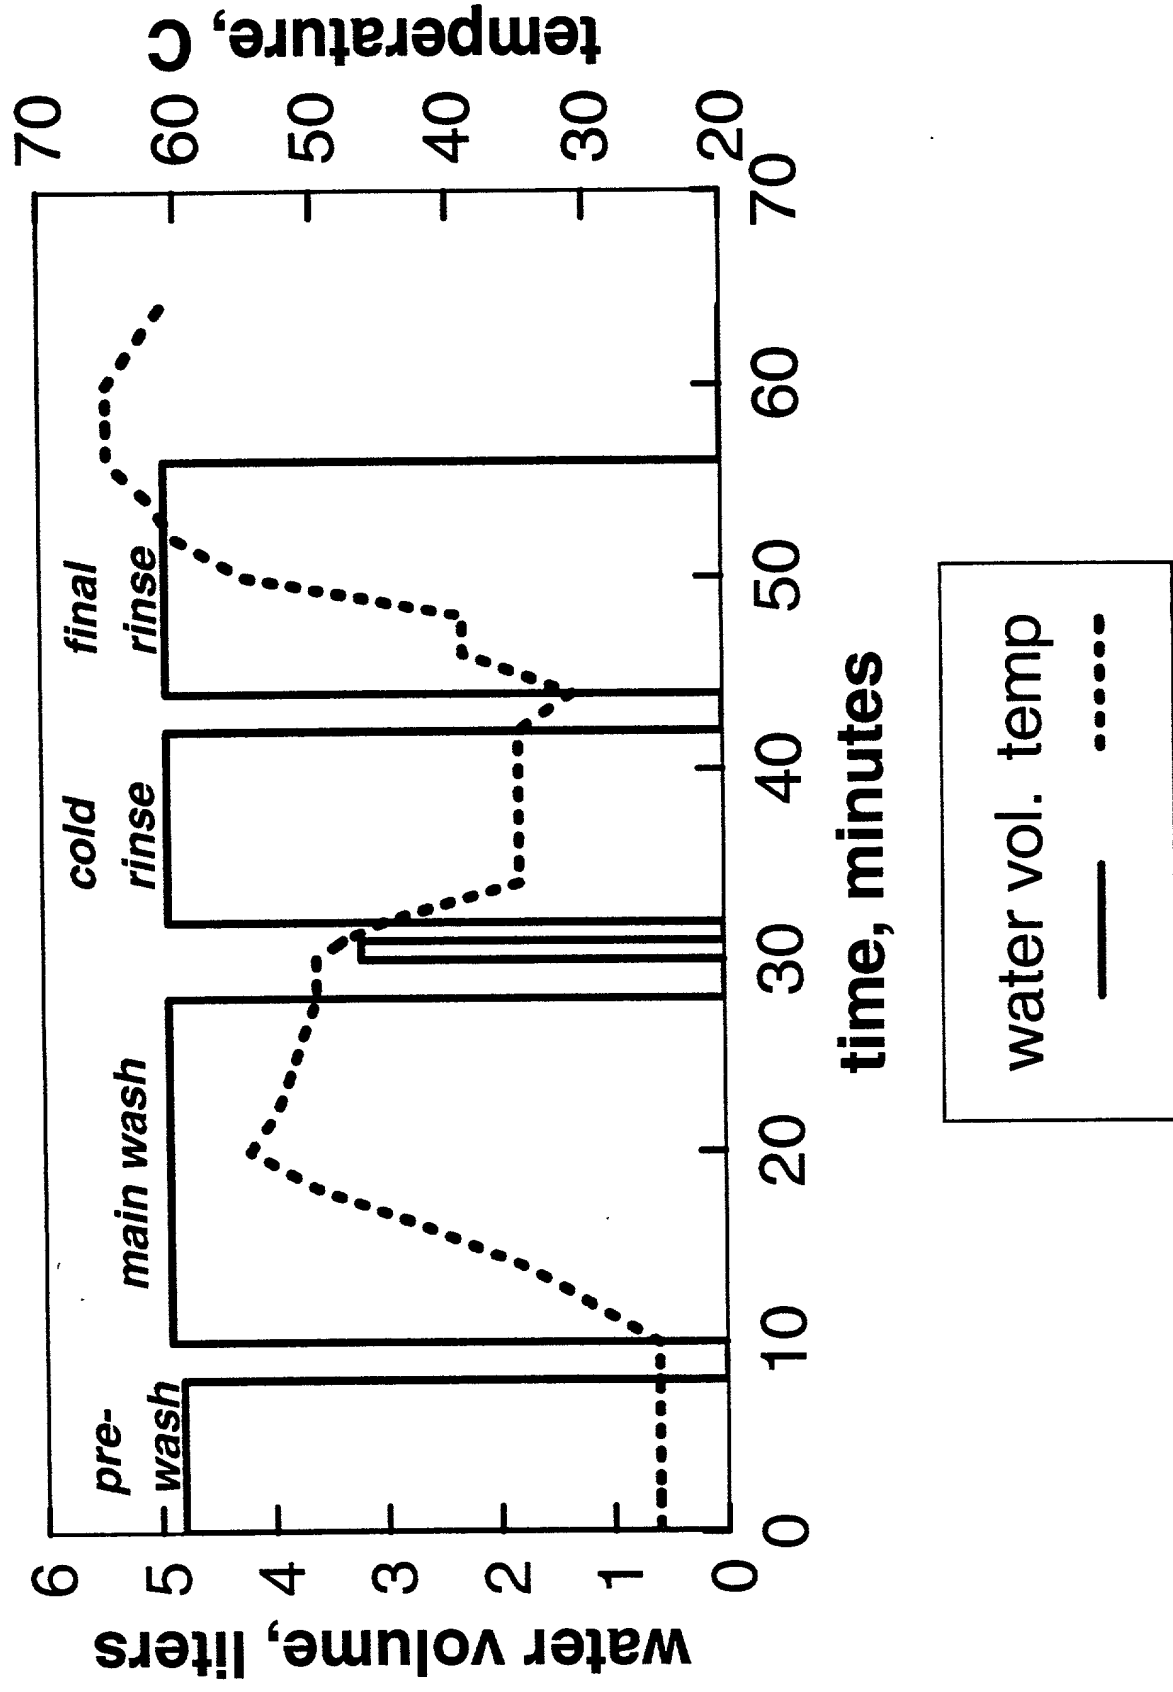 water volume, liters
6
5
4
3
2
1
0
pre-
wash
main wash
cold
rinse
final
rinse
70
60
50
40
30
20
temperature, C
0
10
20
30
40
50
60
70
time, minutes
water vol.
temp